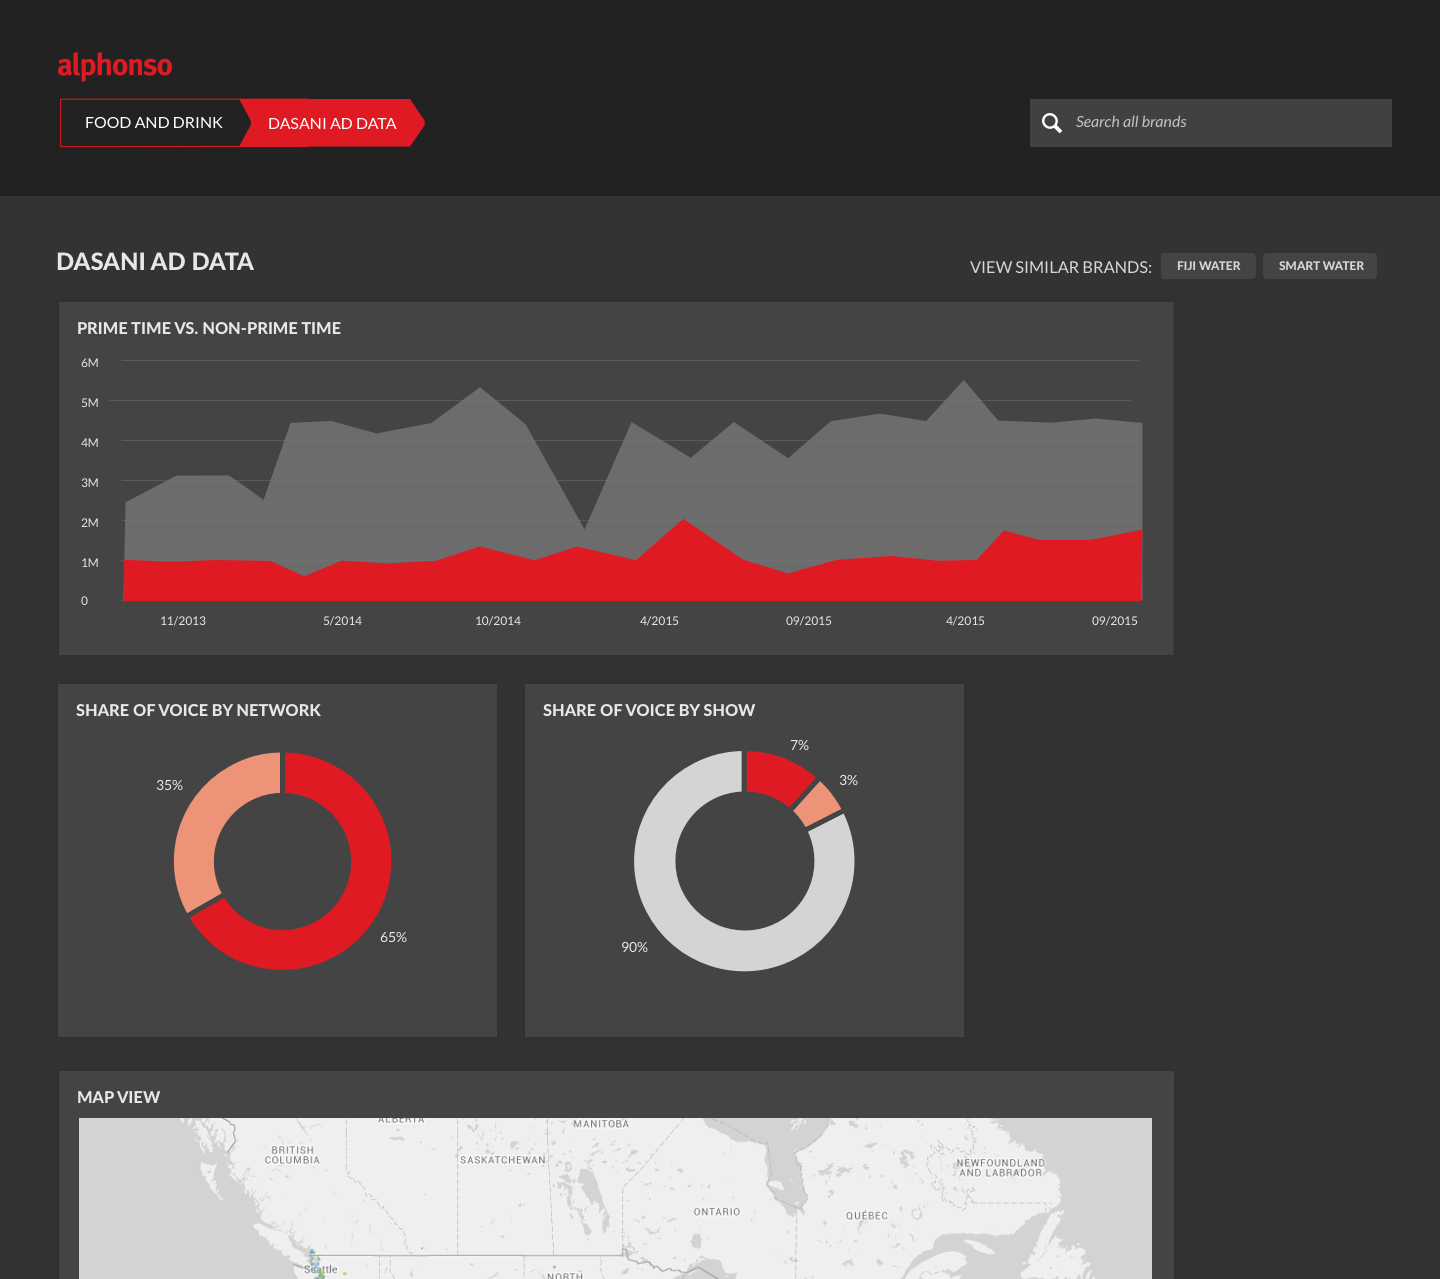 alphonso
FOOD AND DRINK
DASANI AD DATA
Search all brands
DASANI AD DATA
VIEW SIMILAR BRANDS:
FIJI WATER
SMART WATER
PRIME TIME VS. NON-PRIME TIME
6M
5M
4M
3M
2M
1M
0
11/2013
5/2014
10/2014
4/2015
09/2015
4/2015
09/2015
SHARE OF VOICE BY NETWORK
35%
65%
SHARE OF VOICE BY SHOW
7%
3%
90%
MAP VIEW
ALBERTA
MANITOBA
BRITISH
COLUMBIA
SASKATCHEWAN
NEWFOUNDLAND
AND LABRADOR
ONTARIO
QUÉBEC
Seattle
NORTH